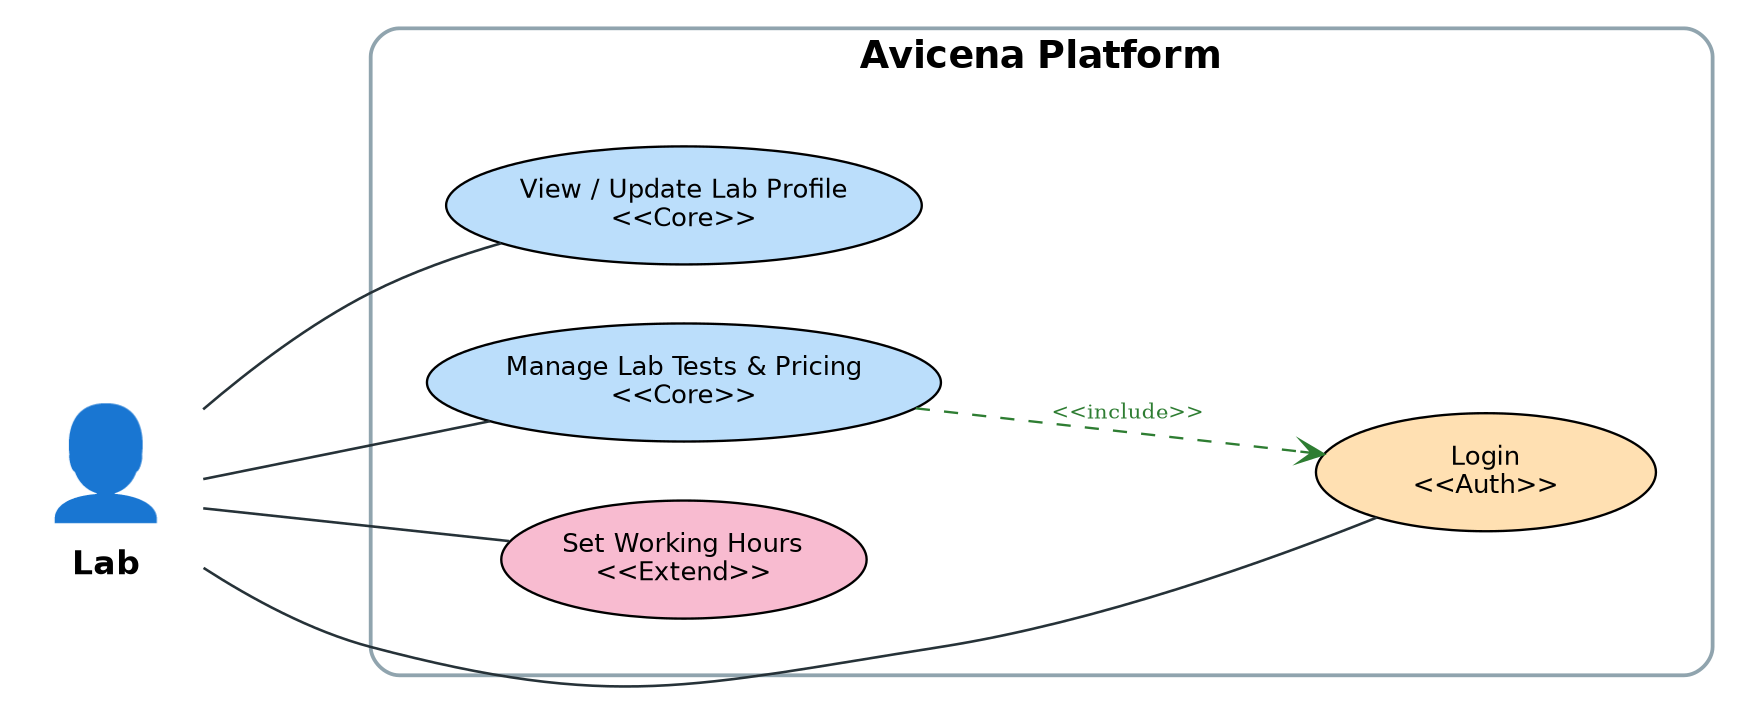 Avicena Platform
View / Update Lab Profile
<<Core>>
Manage Lab Tests & Pricing
<<Core>>
<<include>>
Login
<<Auth>>
Set Working Hours
<<Extend>>
Lab